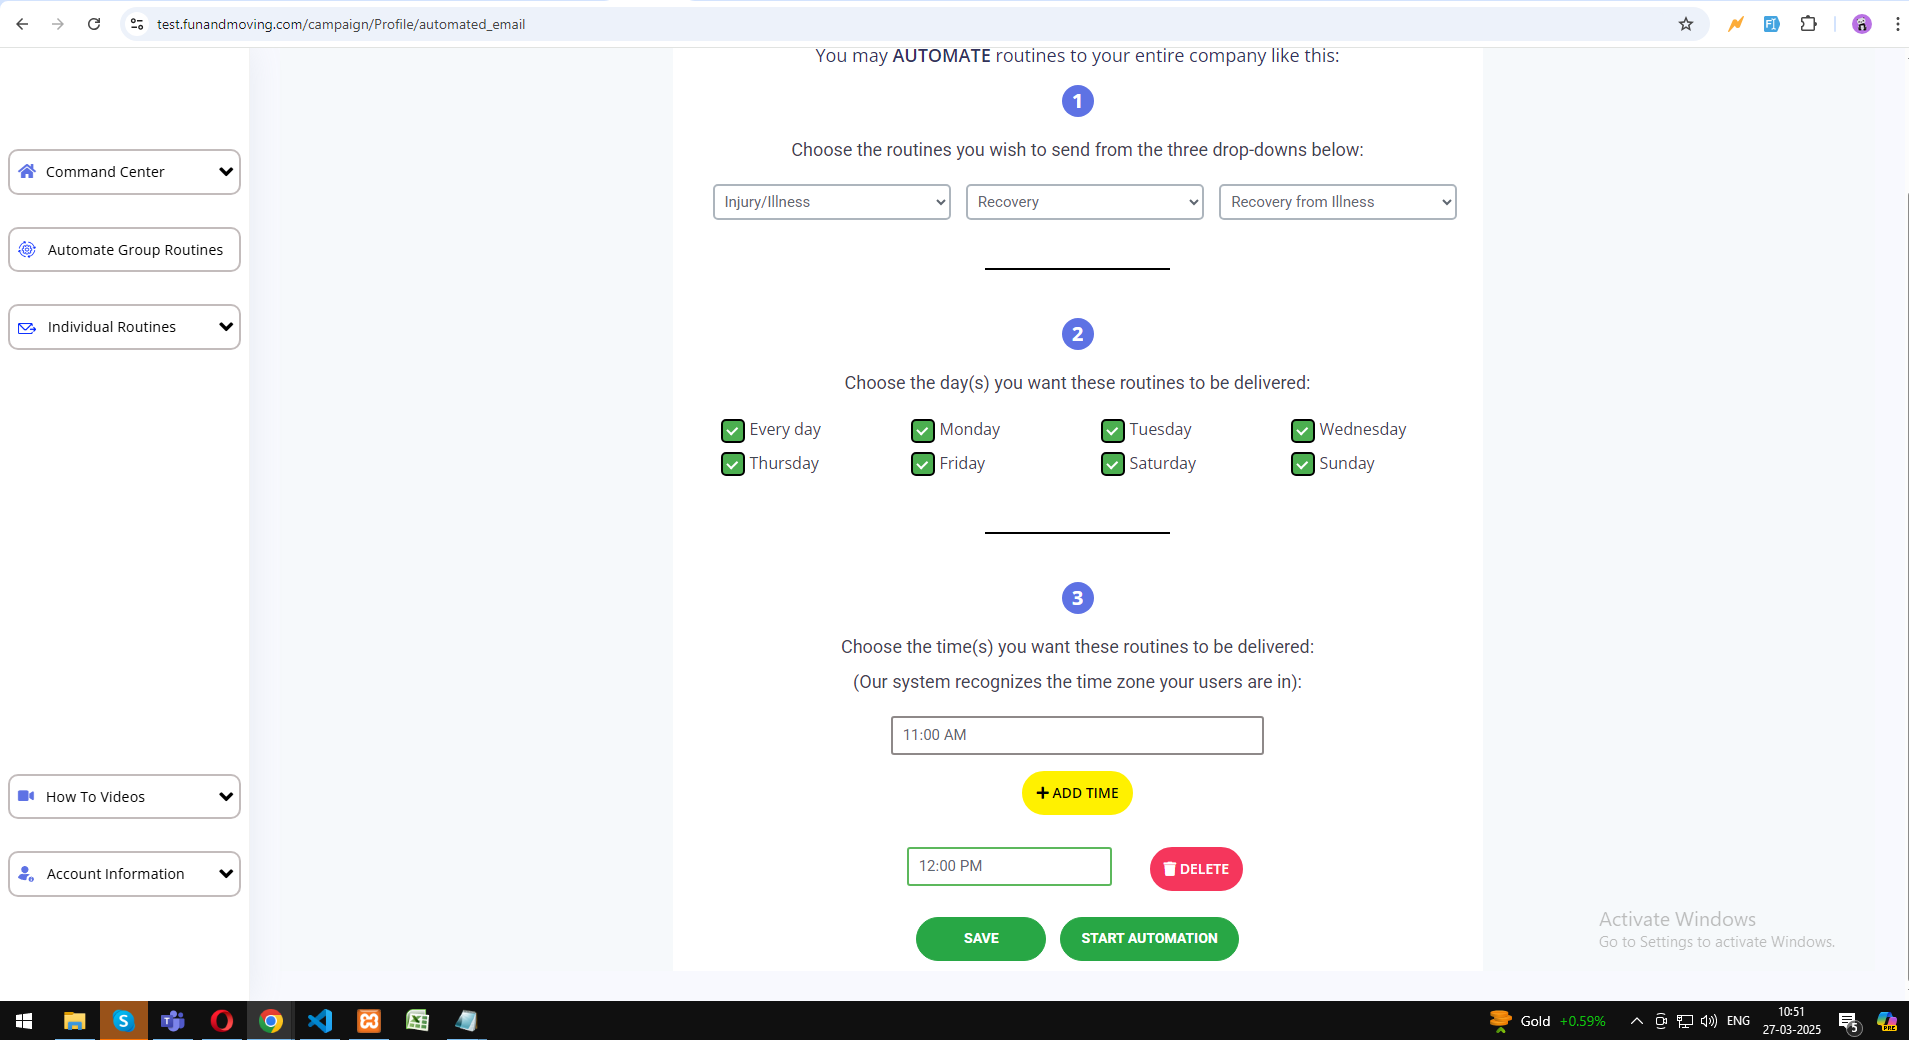 test.funandmoving.com/campaign/Profile/automated_email
You may AUTOMATE routines to your entire company like this:
1
Choose the routines you wish to send from the three drop-downs below:
Injury/Illness Recovery Recovery from Illness
2
Choose the day(s) you want these routines to be delivered:
Every day Monday Tuesday Wednesday
Thursday Friday Saturday Sunday
3
Choose the time(s) you want these routines to be delivered:
(Our system recognizes the time zone your users are in):
11:00 AM
+ ADD TIME
12:00 PM DELETE
SAVE START AUTOMATION
Command Center
Automate Group Routines
Individual Routines
How To Videos
Account Information
Activate Windows
Go to Settings to activate Windows.
Gold +0.59% ENG 10:51
27-03-2025
5